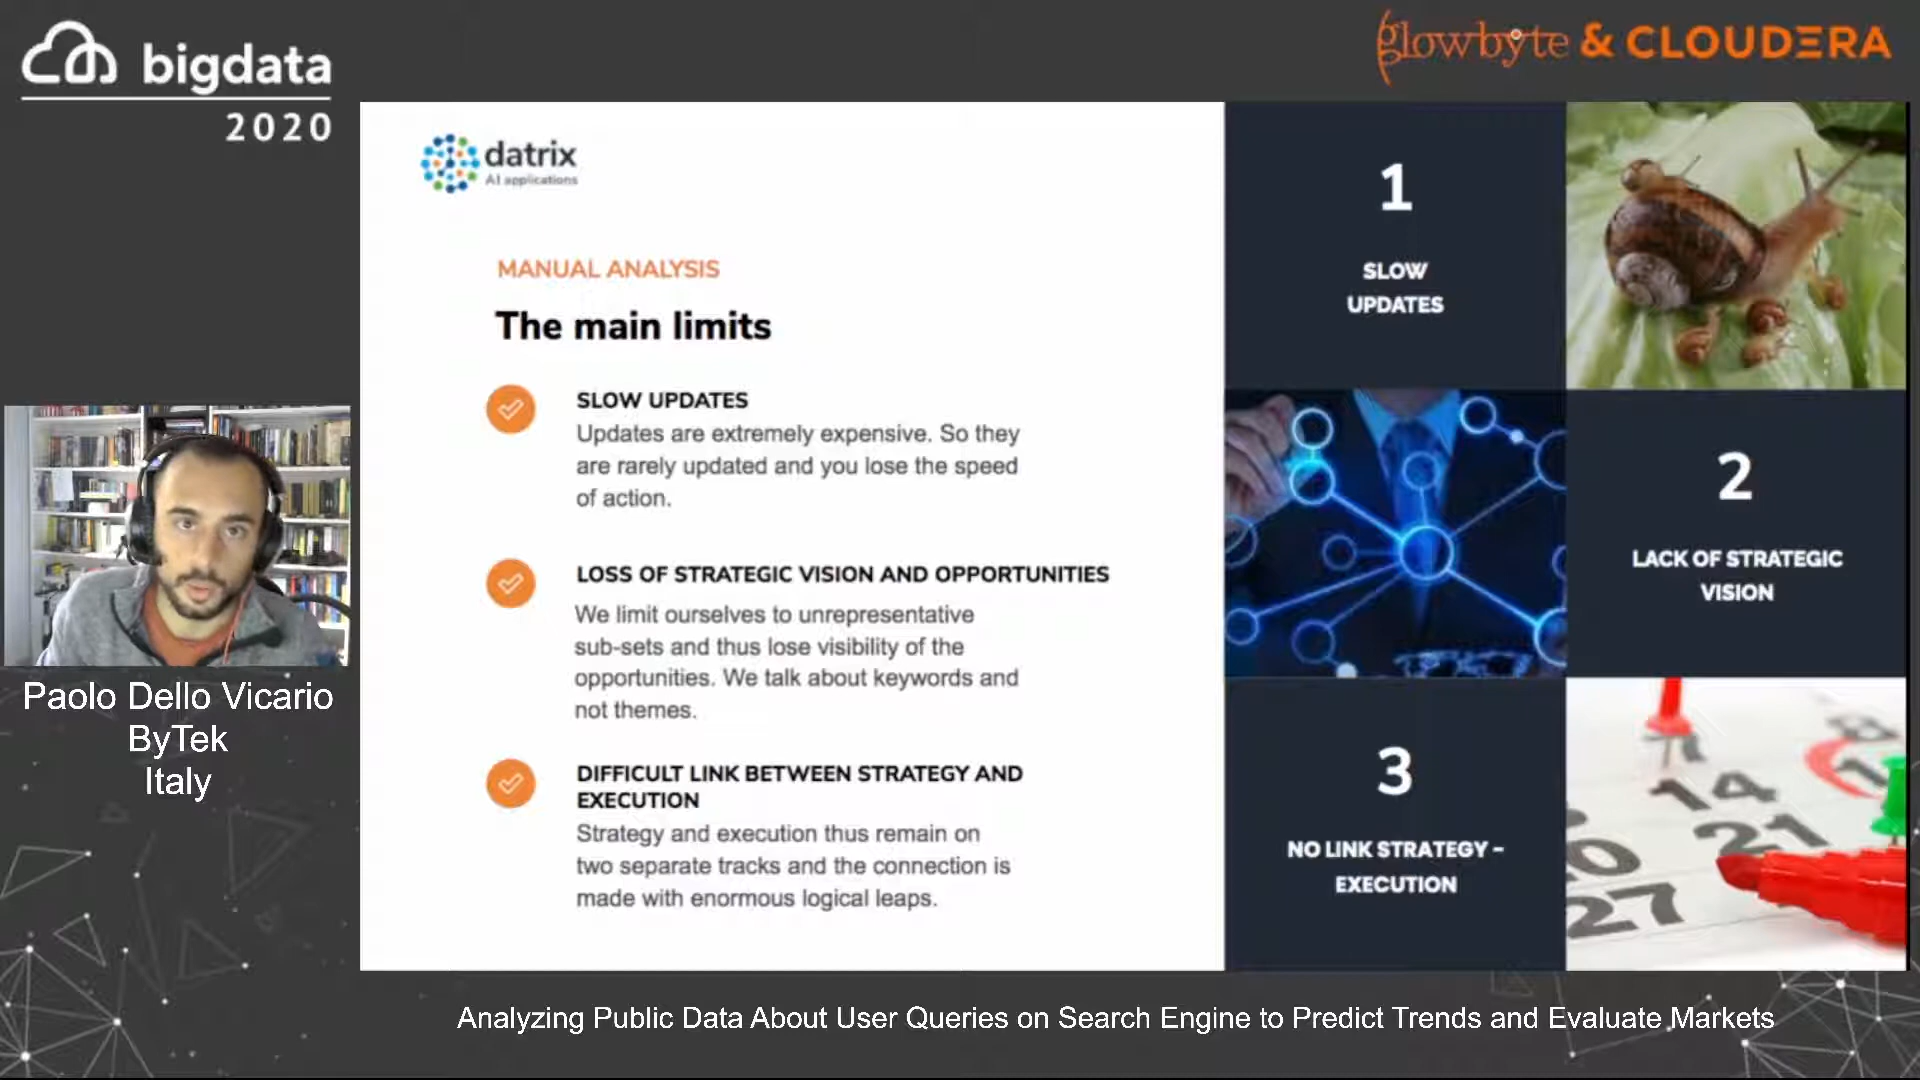 bigdata
2020
glowbyte & CLOUDERA
datrix
AI applications
MANUAL ANALYSIS
The main limits
SLOW UPDATES
Updates are extremely expensive. So they
are rarely updated and you lose the speed
of action.
LOSS OF STRATEGIC VISION AND OPPORTUNITIES
We limit ourselves to unrepresentative
sub-sets and thus lose visibility of the
opportunities. We talk about keywords and
not themes.
DIFFICULT LINK BETWEEN STRATEGY AND
EXECUTION
Strategy and execution thus remain on
two separate tracks and the connection is
made with enormous logical leaps.
1
SLOW
UPDATES
2
LACK OF STRATEGIC
VISION
3
NO LINK STRATEGY –
EXECUTION
14
21
27
Paolo Dello Vicario
ByTek
Italy
Analyzing Public Data About User Queries on Search Engine to Predict Trends and Evaluate Markets